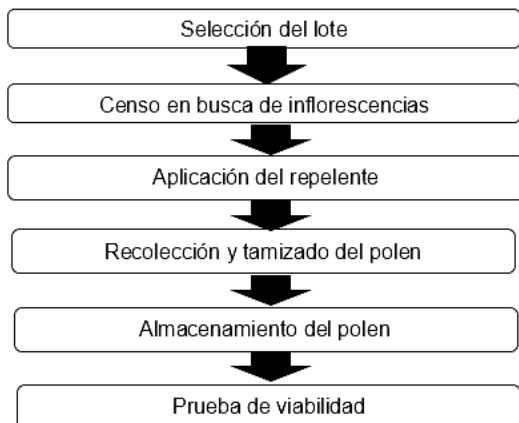 Selección del lote
Censo en busca de inflorescencias
Aplicación del repelente
Recolección y tamizado del polen
Almacenamiento del polen
Prueba de viabilidad